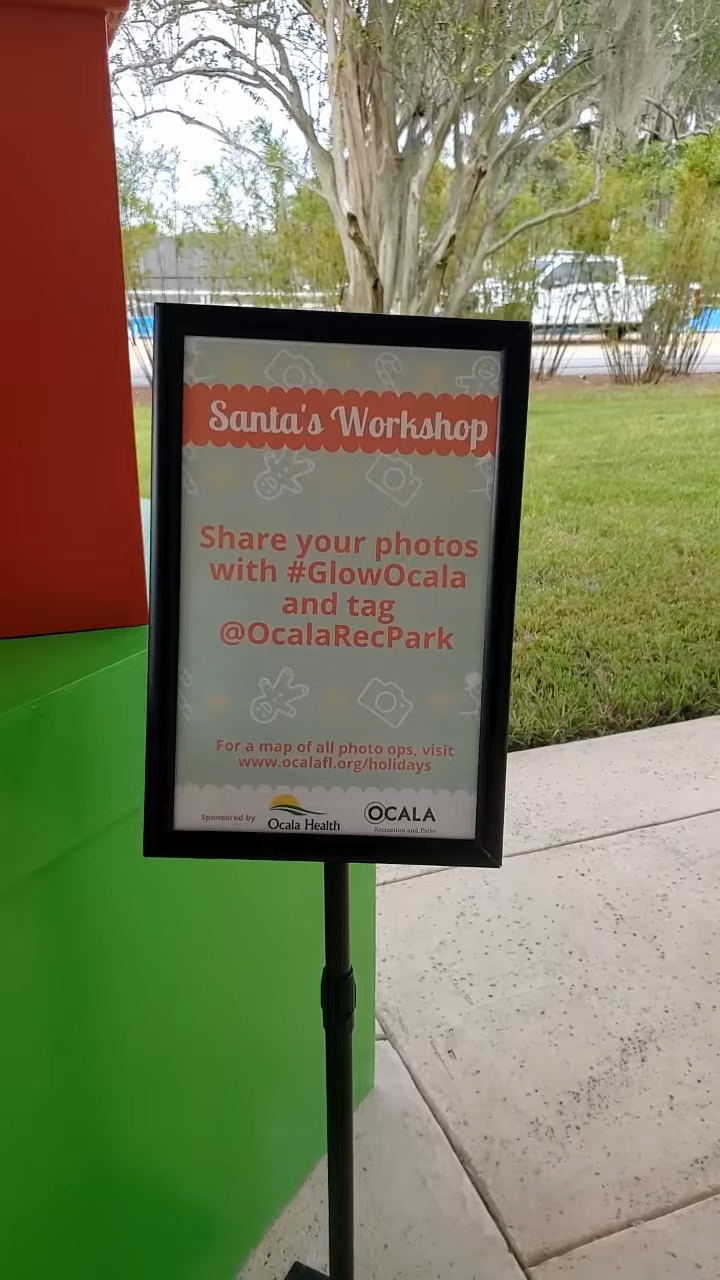 Santa's Workshop
Share your photos
with #GlowOcala
and tag
@OcalaRecPark
For a map of all photo ops, visit
www.ocalafl.org/holidays
Sponsored by
Ocala Health
OCALA
Recreation and Parks